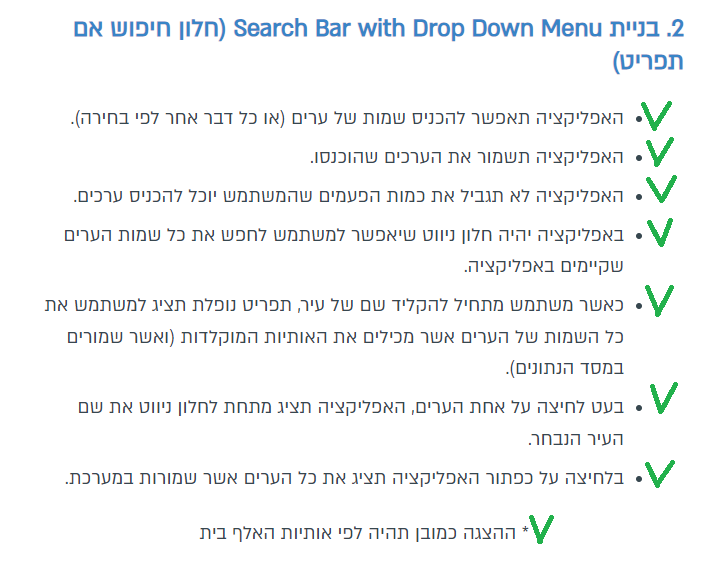 2. בניית Search Bar with Drop Down Menu (חלון חיפוש אם
תפריט)
• האפליקציה תאפשר להכניס שמות של ערים (או כל דבר אחר לפי בחירה).
• האפליקציה תשמור את הערכים שהוכנסו.
• האפליקציה לא תגביל את כמות הפעמים שהמשתמש יוכל להכניס ערכים.
• באפליקציה יהיה חלון ניווט שיאפשר למשתמש לחפש את כל שמות הערים
שקיימים באפליקציה.
• כאשר משתמש מתחיל להקליד שם של עיר, תפריט נופלת תציג למשתמש את
כל השמות של הערים אשר מכילים את האותיות המוקלדות (ואשר שמורים
במסד הנתונים).
• בעט לחיצה על אחת הערים, האפליקציה תציג מתחת לחלון ניווט את שם
העיר הנבחר.
• בלחיצה על כפתור האפליקציה תציג את כל הערים אשר שמורות במערכת.
* ההצגה כמובן תהיה לפי אותיות האלף בית